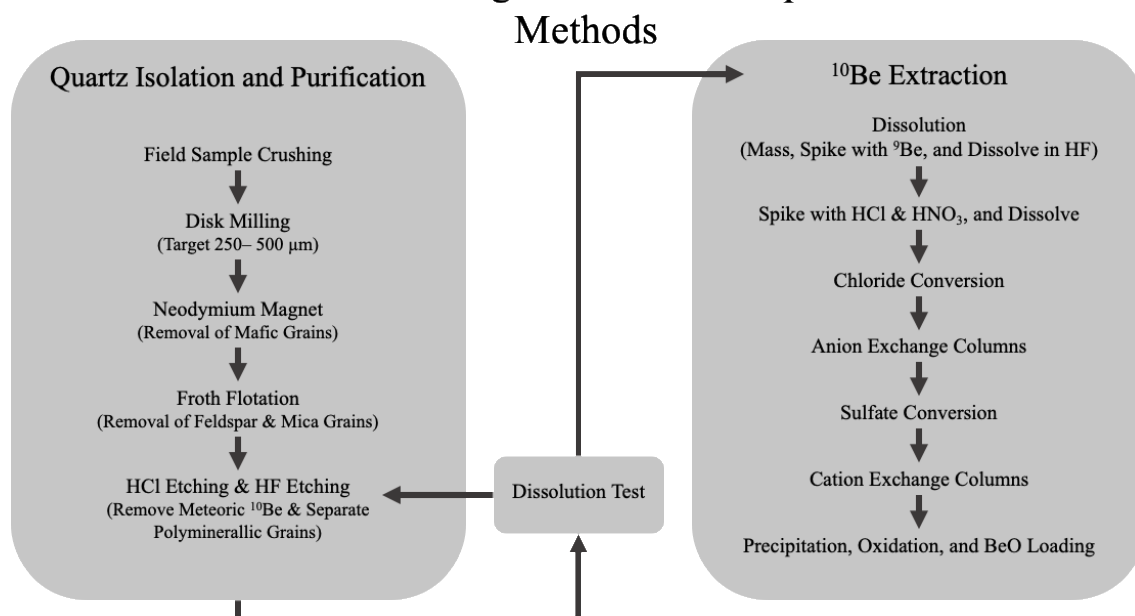 Methods
Quartz Isolation and Purification
Field Sample Crushing
Disk Milling
(Target 250– 500 μm)
Neodymium Magnet
(Removal of Mafic Grains)
Froth Flotation
(Removal of Feldspar & Mica Grains)
HCl Etching & HF Etching
(Remove Meteoric ¹⁰Be & Separate
Polyminerallic Grains)
Dissolution Test
¹⁰Be Extraction
Dissolution
(Mass, Spike with ⁹Be, and Dissolve in HF)
Spike with HCl & HNO₃, and Dissolve
Chloride Conversion
Anion Exchange Columns
Sulfate Conversion
Cation Exchange Columns
Precipitation, Oxidation, and BeO Loading